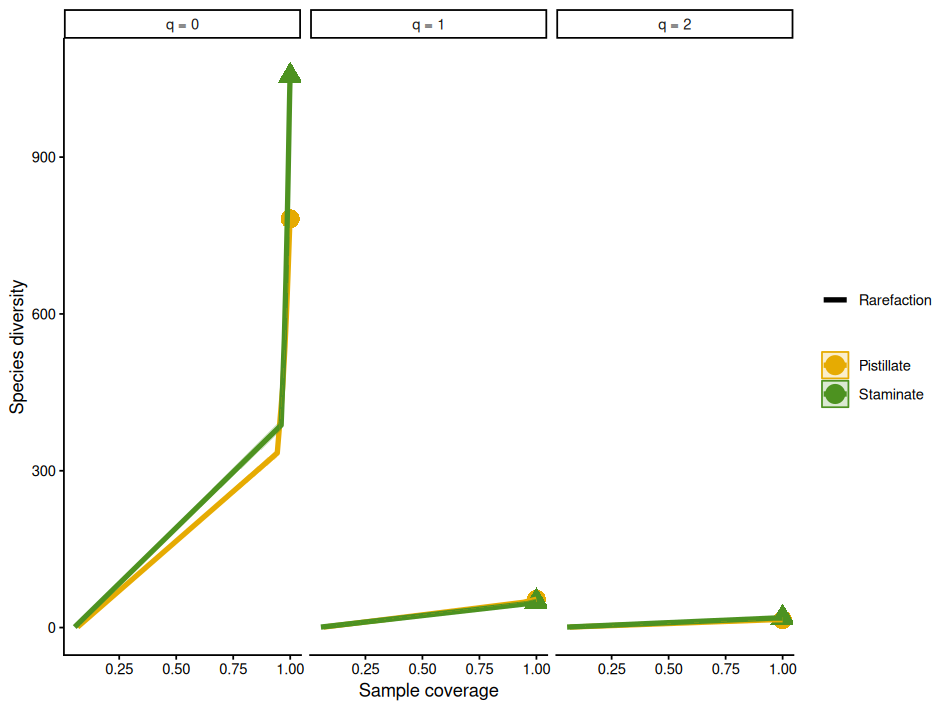 q = 0
q = 1
q = 2
900
600
300
0
Species diversity
0.25 0.50 0.75 1.00
0.25 0.50 0.75 1.00
0.25 0.50 0.75 1.00
Sample coverage
Rarefaction
Pistillate
Staminate